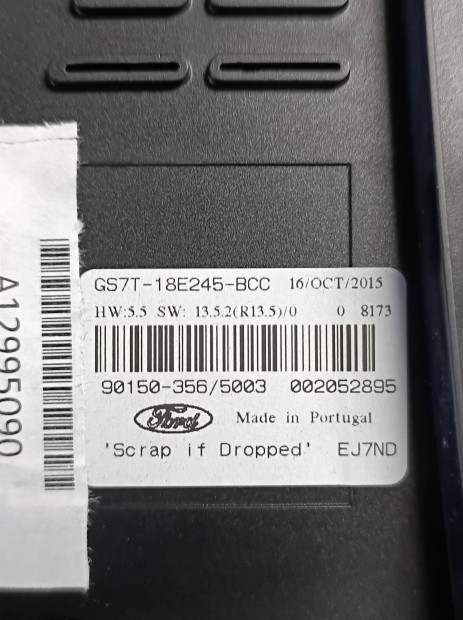 GS7T-18E245-BCC 16/OCT/2015
HW:5.5 SW: 13.5.2(R13.5)/0 0 8173
90150-356/5003 002052895
Ford Made in Portugal
'Scrap if Dropped' EJ7ND
A12995090